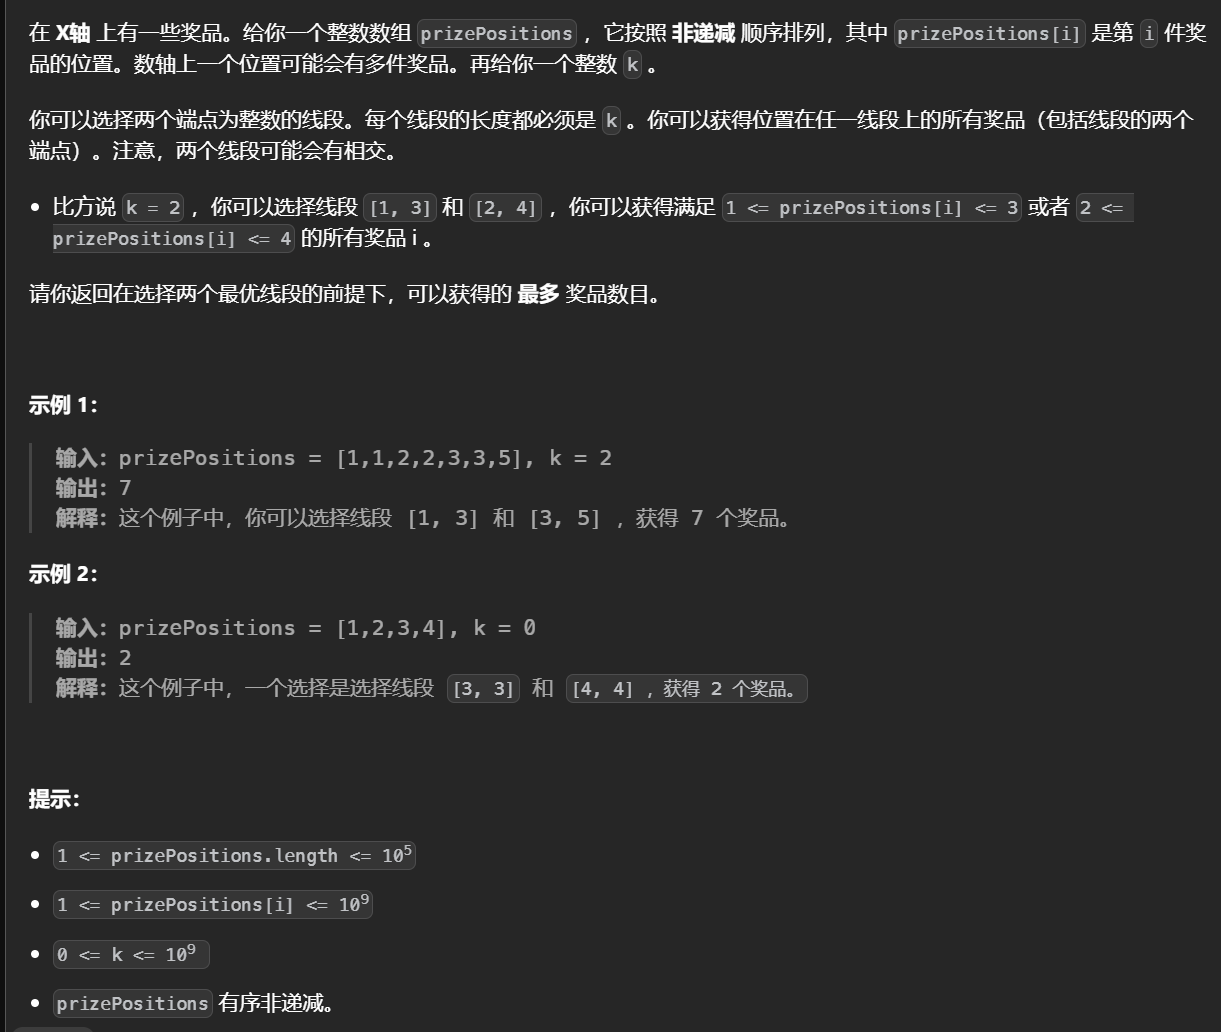 在 X轴 上有一些奖品。给你一个整数数组 prizePositions ，它按照 非递减 顺序排列，其中 prizePositions[i] 是第 i 件奖
品的位置。数轴上一个位置可能会有多件奖品。再给你一个整数 k 。
你可以选择两个端点为整数的线段。每个线段的长度都必须是 k 。你可以获得位置在任一线段上的所有奖品（包括线段的两个
端点）。注意，两个线段可能会有相交。
• 比方说 k = 2 ，你可以选择线段 [1, 3] 和 [2, 4] ，你可以获得满足 1 <= prizePositions[i] <= 3 或者 2 <=
prizePositions[i] <= 4 的所有奖品 i 。
请你返回在选择两个最优线段的前提下，可以获得的 最多 奖品数目。
示例 1：
输入：prizePositions = [1,1,2,2,3,3,5], k = 2
输出：7
解释：这个例子中，你可以选择线段 [1, 3] 和 [3, 5] ，获得 7 个奖品。
示例 2：
输入：prizePositions = [1,2,3,4], k = 0
输出：2
解释：这个例子中，一个选择是选择线段 [3, 3] 和 [4, 4] ，获得 2 个奖品。
提示：
• 1 <= prizePositions.length <= 10⁵
• 1 <= prizePositions[i] <= 10⁹
• 0 <= k <= 10⁹
• prizePositions 有序非递减。